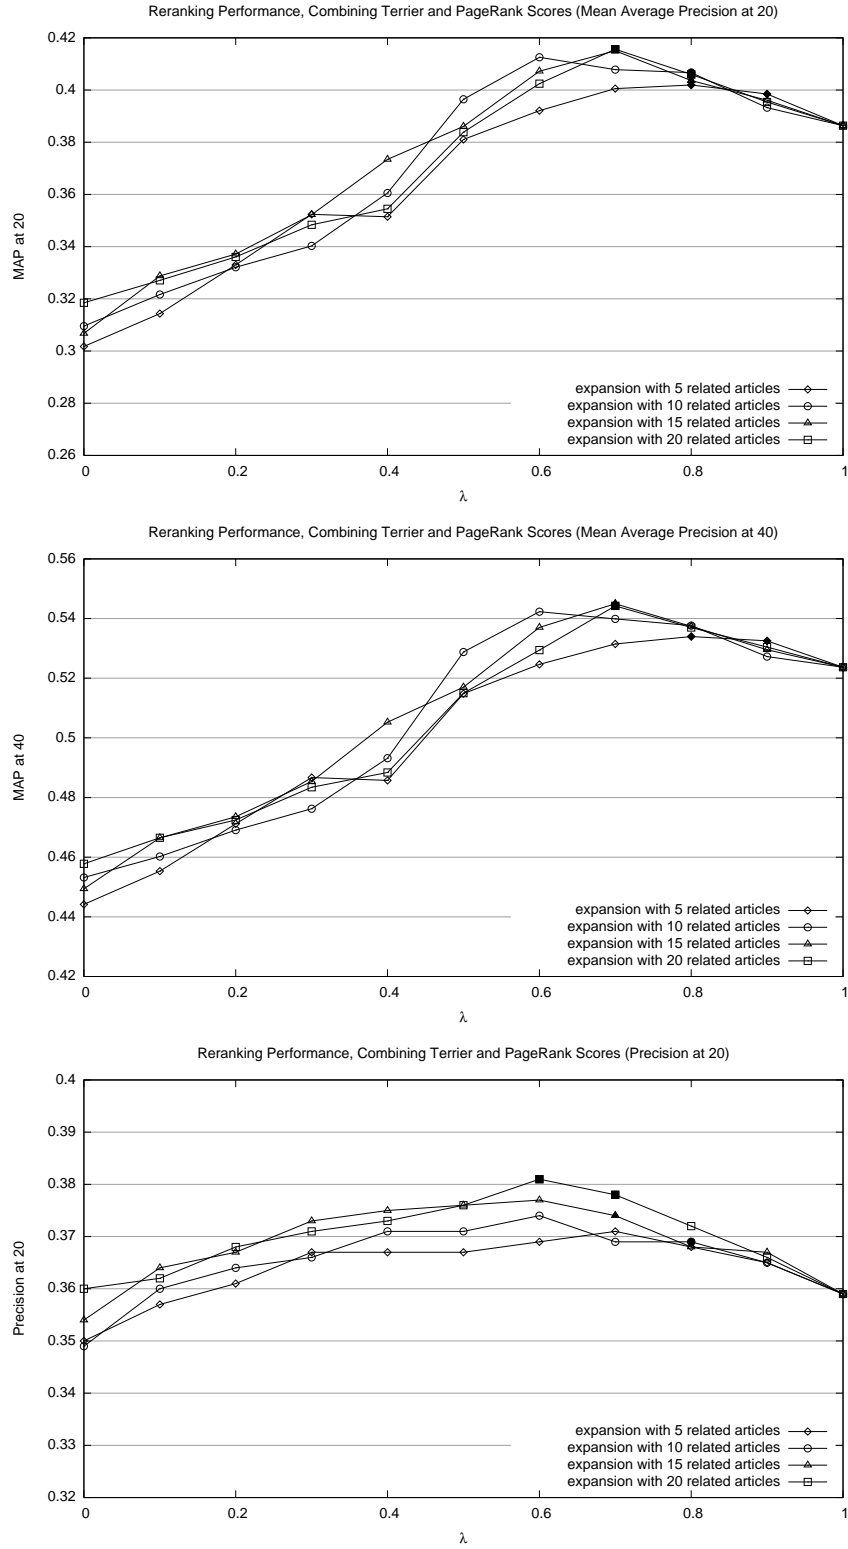 Reranking Performance, Combining Terrier and PageRank Scores (Mean Average Precision at 20)
0.42
0.4
0.38
0.36
0.34
0.32
0.3
0.28
0.26
MAP at 20
expansion with 5 related articles
expansion with 10 related articles
expansion with 15 related articles
expansion with 20 related articles
0 0.2 0.4 0.6 0.8 1
λ
Reranking Performance, Combining Terrier and PageRank Scores (Mean Average Precision at 40)
0.56
0.54
0.52
0.5
0.48
0.46
0.44
0.42
MAP at 40
expansion with 5 related articles
expansion with 10 related articles
expansion with 15 related articles
expansion with 20 related articles
0 0.2 0.4 0.6 0.8 1
λ
Reranking Performance, Combining Terrier and PageRank Scores (Precision at 20)
0.4
0.39
0.38
0.37
0.36
0.35
0.34
0.33
0.32
Precision at 20
expansion with 5 related articles
expansion with 10 related articles
expansion with 15 related articles
expansion with 20 related articles
0 0.2 0.4 0.6 0.8 1
λ